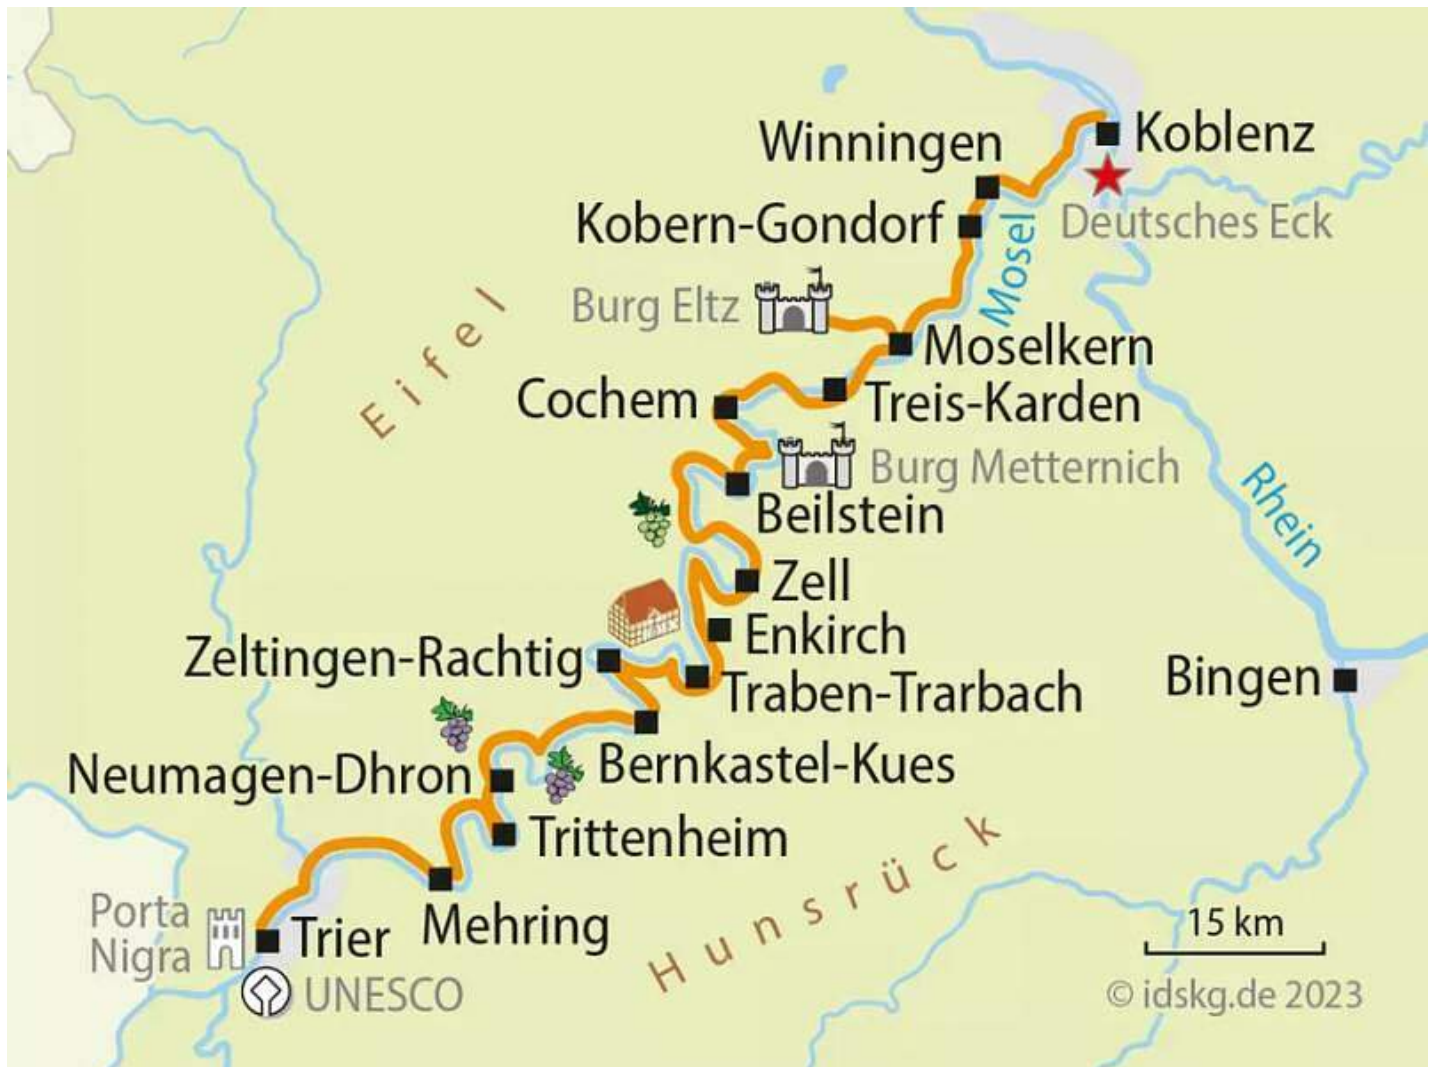 Koblenz
Winningen
Deutsches Eck
Kobern-Gondorf
Mosel
Burg Eltz
Eifel
Moselkern
Cochem
Treis-Karden
Burg Metternich
Rhein
Beilstein
Zell
Enkirch
Zeltingen-Rachtig
Bingen
Traben-Trarbach
Bernkastel-Kues
Neumagen-Dhron
Trittenheim
Hunsrück
Porta
Nigra
Trier
Mehring
15 km
UNESCO
© idskg.de 2023